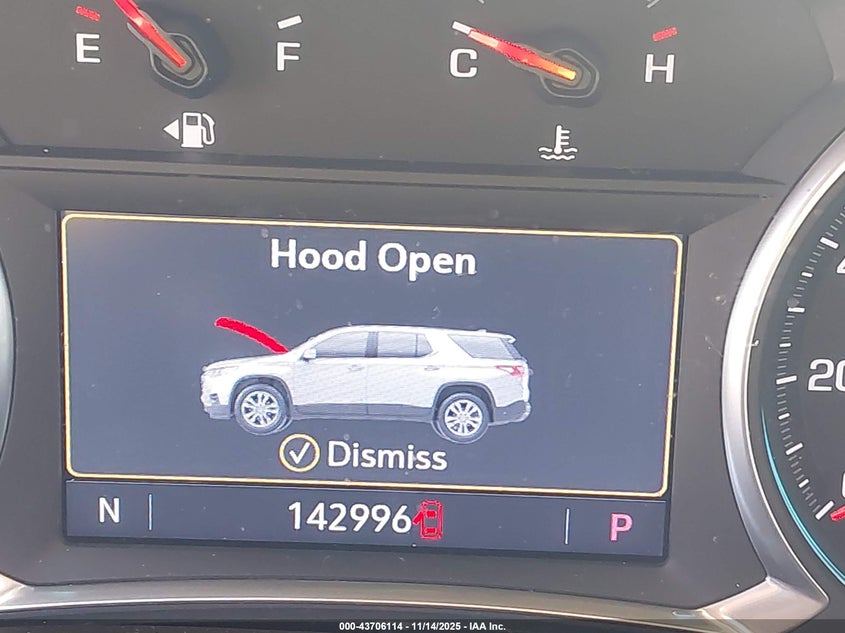 E F C H
Hood Open
Dismiss
N 142996 P
20
000-43706114 - 11/14/2025 - IAA Inc.